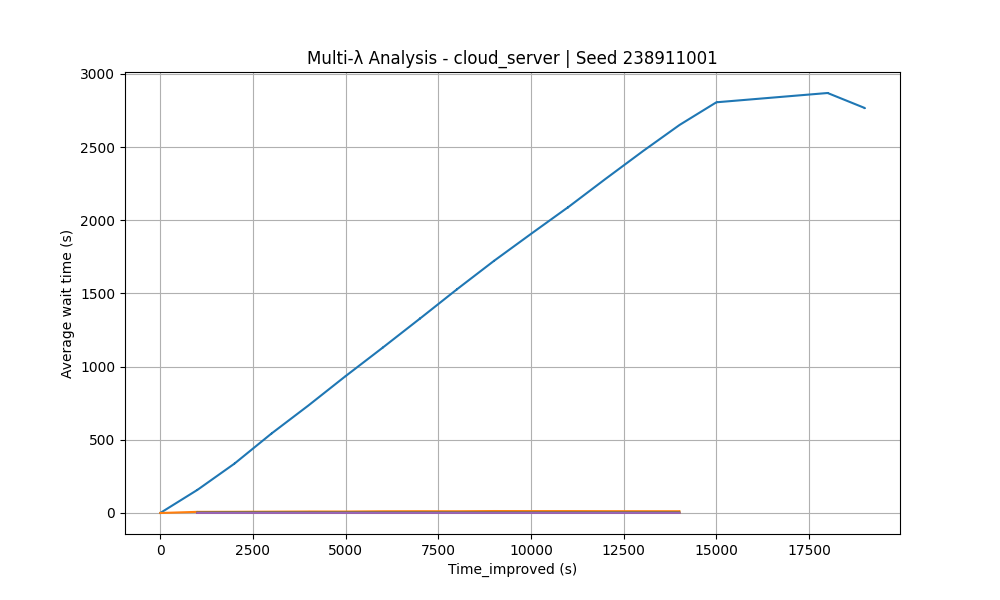 Multi-λ Analysis - cloud_server | Seed 238911001
3000
2500
2000
1500
1000
500
0
Average wait time (s)
0 2500 5000 7500 10000 12500 15000 17500
Time_improved (s)